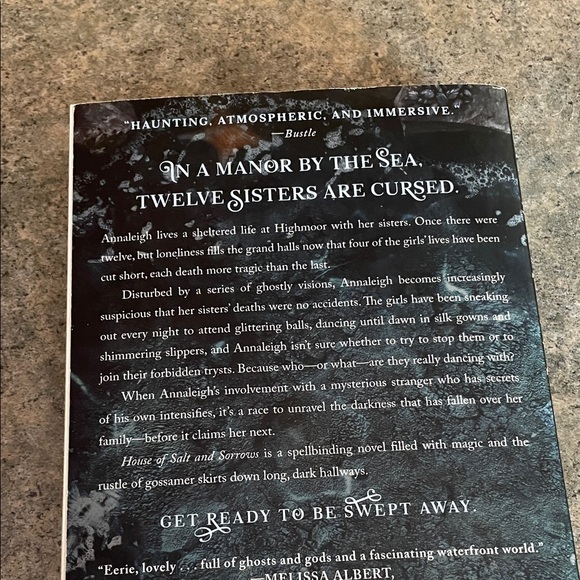 "HAUNTING, ATMOSPHERIC, AND IMMERSIVE."
—Bustle
IN A MANOR BY THE SEA,
TWELVE SISTERS ARE CURSED.
Annaleigh lives a sheltered life at Highmoor with her sisters. Once there were
twelve, but loneliness fills the grand halls now that four of the girls' lives have been
cut short, each death more tragic than the last.
Disturbed by a series of ghostly visions, Annaleigh becomes increasingly
suspicious that her sisters' deaths were no accidents. The girls have been sneaking
out every night to attend glittering balls, dancing until dawn in silk gowns and
shimmering slippers, and Annaleigh isn't sure whether to try to stop them or to
join their forbidden trysts. Because who—or what—are they really dancing with?
When Annaleigh's involvement with a mysterious stranger who has secrets
of his own intensifies, it's a race to unravel the darkness that has fallen over her
family—before it claims her next.
House of Salt and Sorrows is a spellbinding novel filled with magic and the
rustle of gossamer skirts down long, dark hallways.
GET READY TO BE SWEPT AWAY.
"Eerie, lovely . . . full of ghosts and gods and a fascinating waterfront world."
—MELISSA ALBERT,